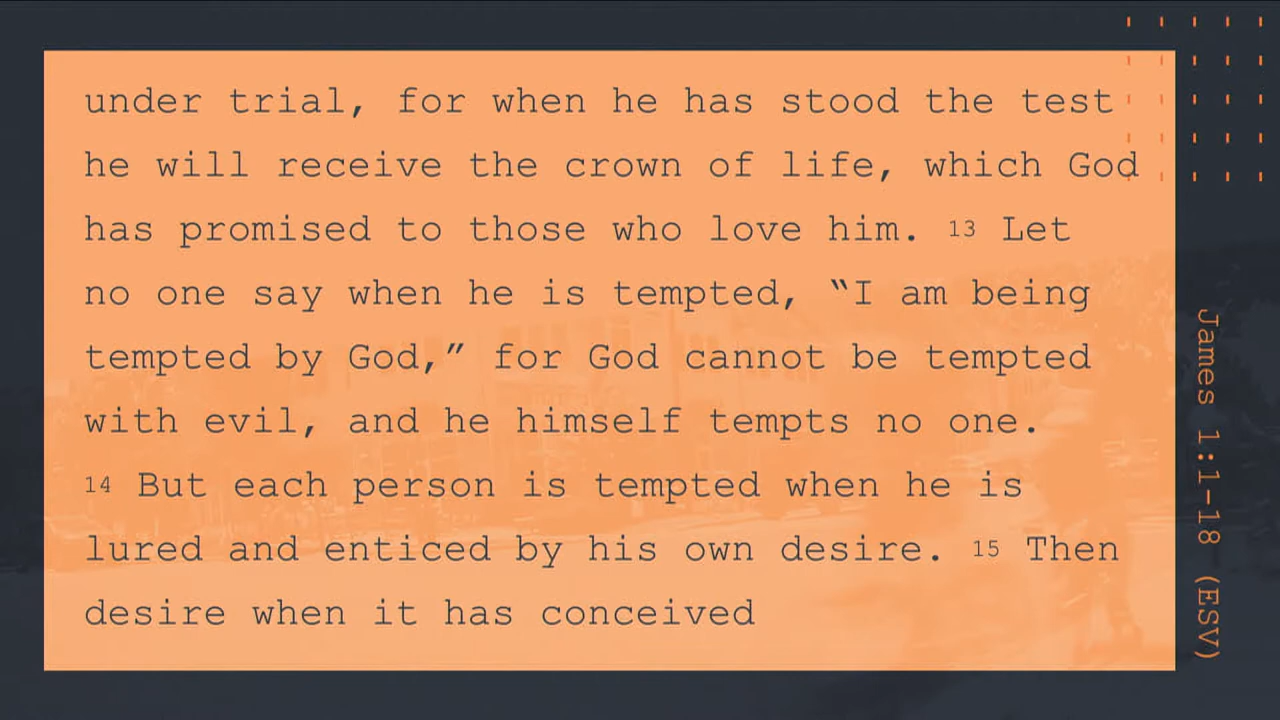 under trial, for when he has stood the test
he will receive the crown of life, which God
has promised to those who love him. 13 Let
no one say when he is tempted, “I am being
tempted by God,” for God cannot be tempted
with evil, and he himself tempts no one.
14 But each person is tempted when he is
lured and enticed by his own desire. 15 Then
desire when it has conceived
James 1:1-18 (ESV)